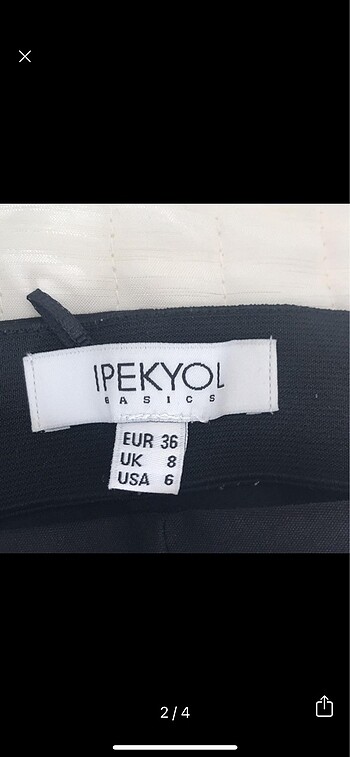 IPEKYOL
BASICS
EUR 36
UK 8
USA 6
2/4